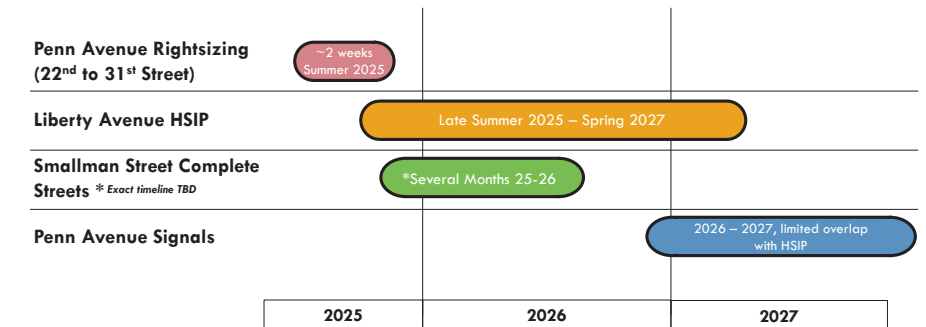 Penn Avenue Rightsizing
(22nd to 31st Street)
~2 weeks
Summer 2025
Liberty Avenue HSIP
Late Summer 2025 – Spring 2027
Smallman Street Complete
Streets * Exact timeline TBD
*Several Months 25-26
Penn Avenue Signals
2026 – 2027, limited overlap
with HSIP
2025
2026
2027